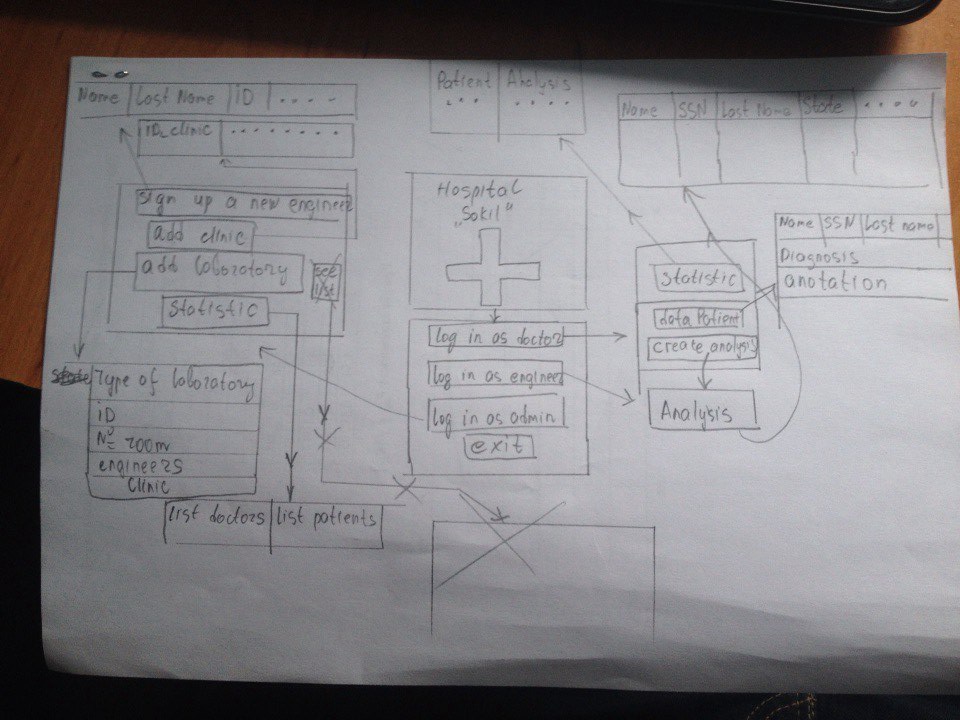 Name Last Name iD ....
iD_clinic ........
Sign up a new engineer
add clinic
add laboratory
see list
Statistic
Type of laboratory
iD
Nº room
engineers
clinic
list doctors list patients
Patient Analysis
... ....
Hospital
"Sokil"
log in as doctor
log in as engineer
log in as admin
exit
Name SSN Last Name State ....
Name SSN Last name
Diagnosis
anotation
Statistic
data Patient
create analysis
Analysis